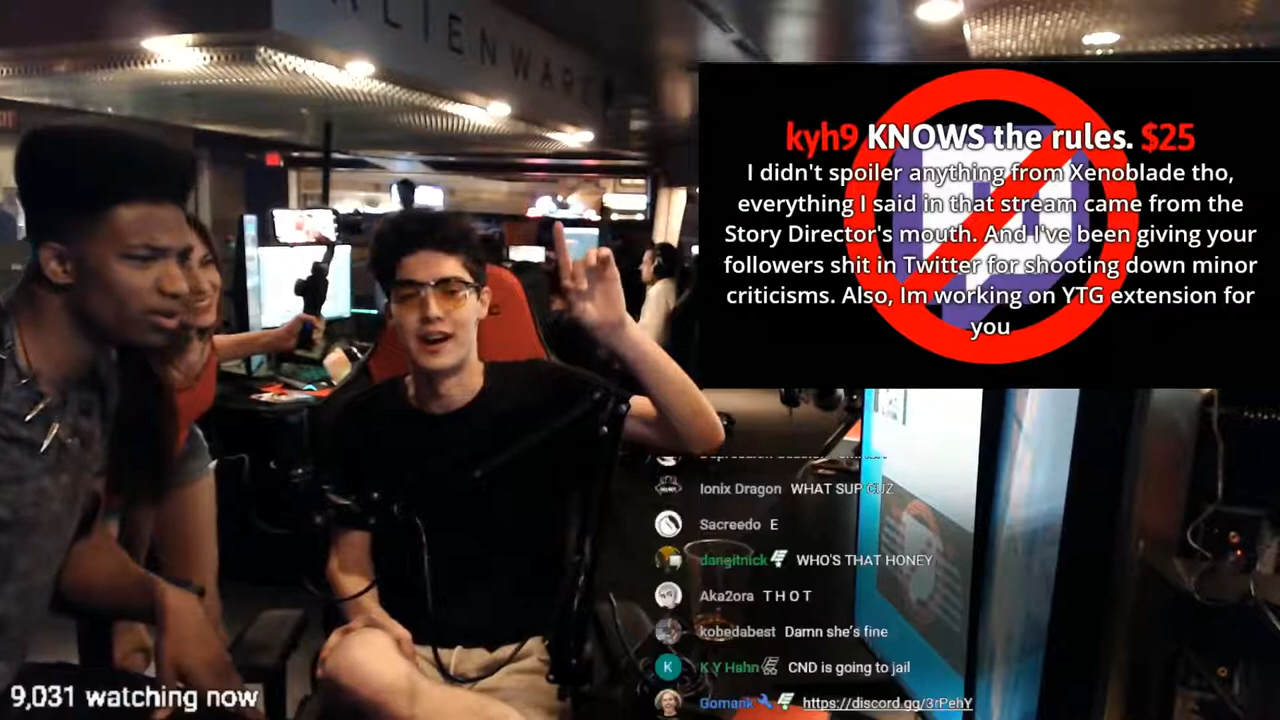 ALIENWARE
kyh9 KNOWS the rules. $25
I didn't spoiler anything from Xenoblade tho,
everything I said in that stream came from the
Story Director's mouth. And I've been giving your
followers shit in Twitter for shooting down minor
criticisms. Also, Im working on YTG extension for
you
Ionix Dragon WHAT SUP CUZ
Sacreedo E
dangitnick WHO'S THAT HONEY
Aka2ora T H O T
kobedabest Damn she's fine
K
K Y Hahn CND is going to jail
Gomank https://discord.gg/3rPehY
9,031 watching now